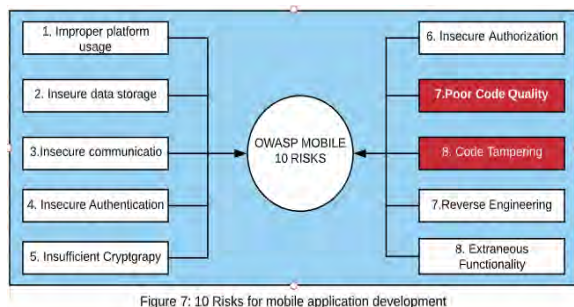 1. Improper platform
usage
2. Inseure data storage
3.Insecure communicatio
4. Insecure Authentication
5. Insufficient Cryptgrapy
OWASP MOBILE
10 RISKS
6. Insecure Authorization
7.Poor Code Quality
8. Code Tampering
7.Reverse Engineering
8. Extraneous
Functionality
Figure 7: 10 Risks for mobile application development